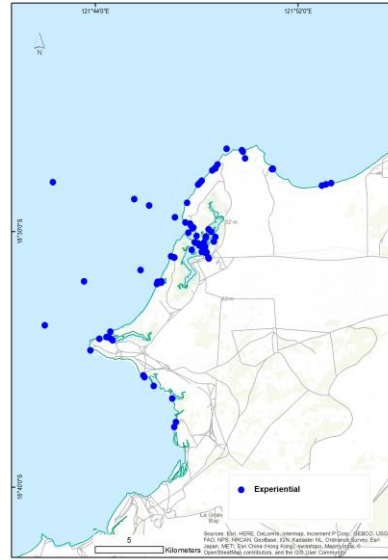 121°44'0"E
121°52'0"E
N
52 m
18°30'0"S
18°40'0"S
Experiential
5
Kilometers
Sources: Esri, HERE, DeLorme, Intermap, increment P Corp., GEBCO, USGS,
FAO, NPS, NRCAN, GeoBase, IGN, Kadaster NL, Ordnance Survey, Esri
Japan, METI, Esri China (Hong Kong), swisstopo, MapmyIndia, ©
OpenStreetMap contributors, and the GIS User Community